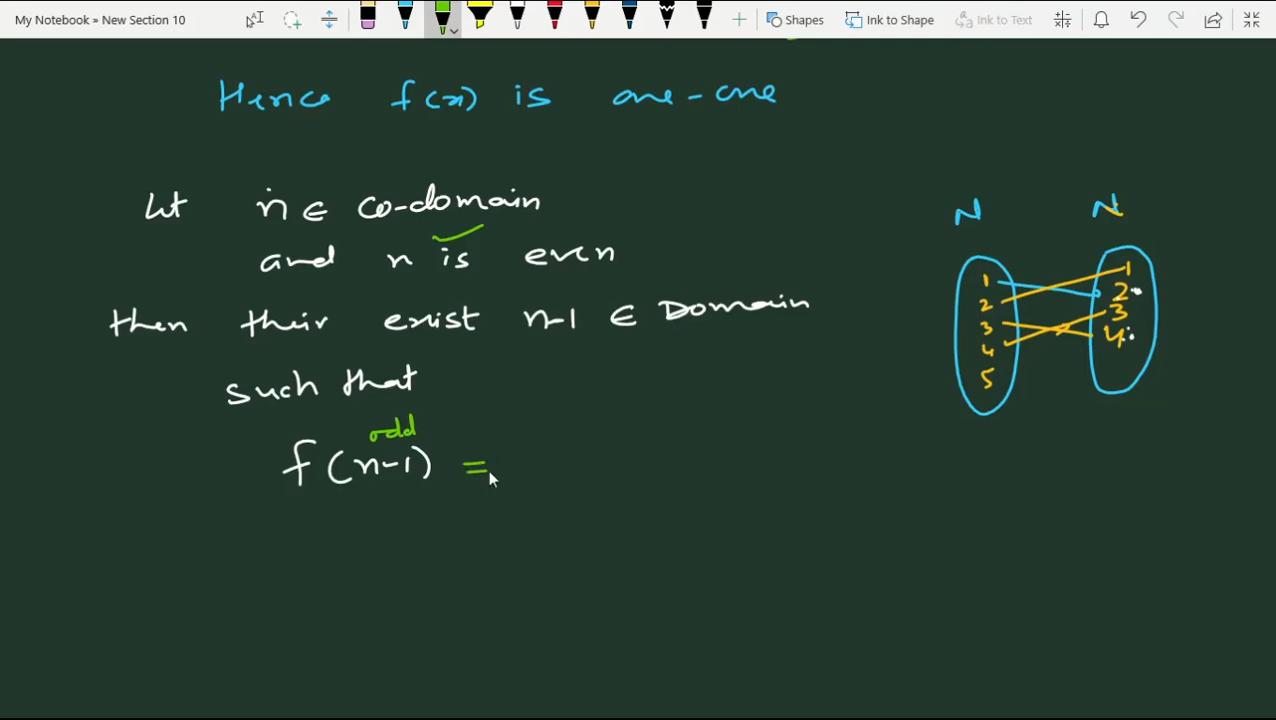 My Notebook » New Section 10
Shapes
Ink to Shape
Ink to Text
Hence f(x) is one-one
Let n ∈ co-domain
and n is even
then their exist n-1 ∈ Domain
such that
odd
f(n-1) =
N N
1 1
2 2
3 3
4 4
5